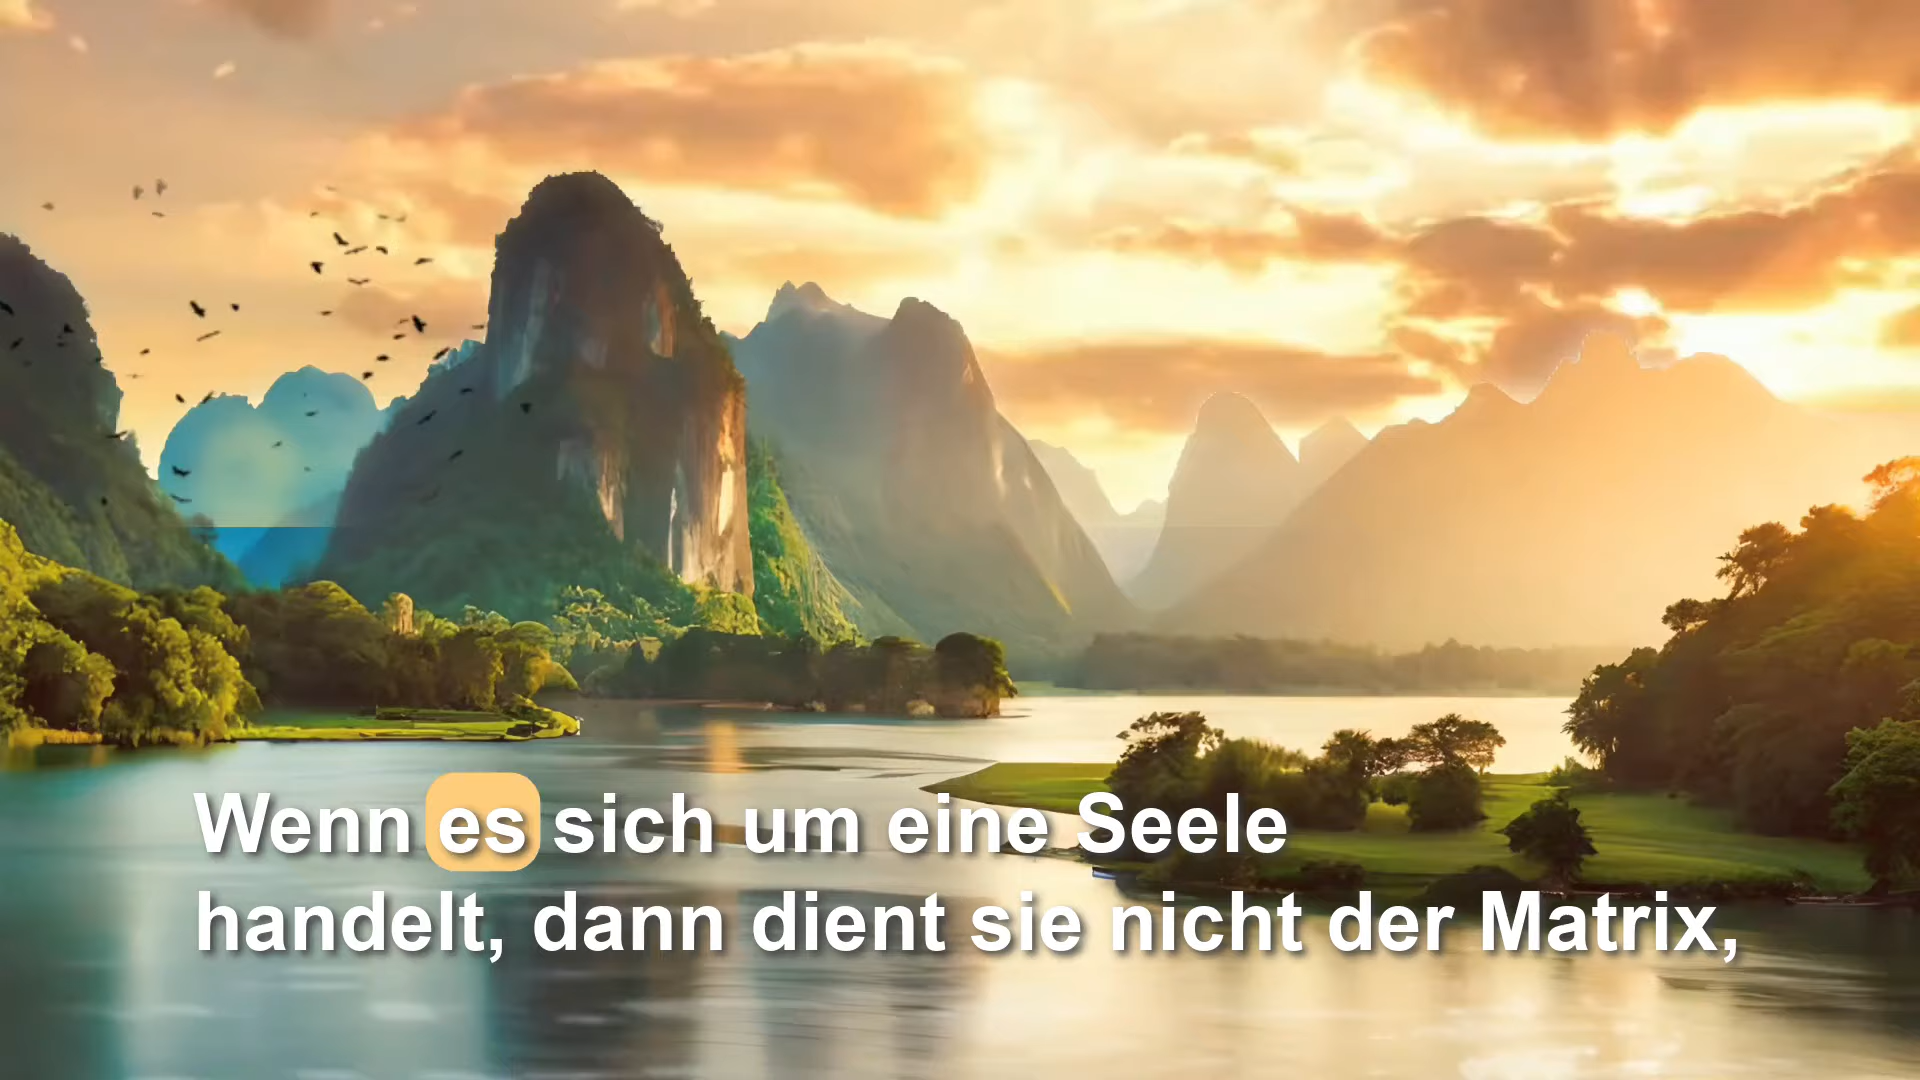 Wenn es sich um eine Seele
handelt, dann dient sie nicht der Matrix,